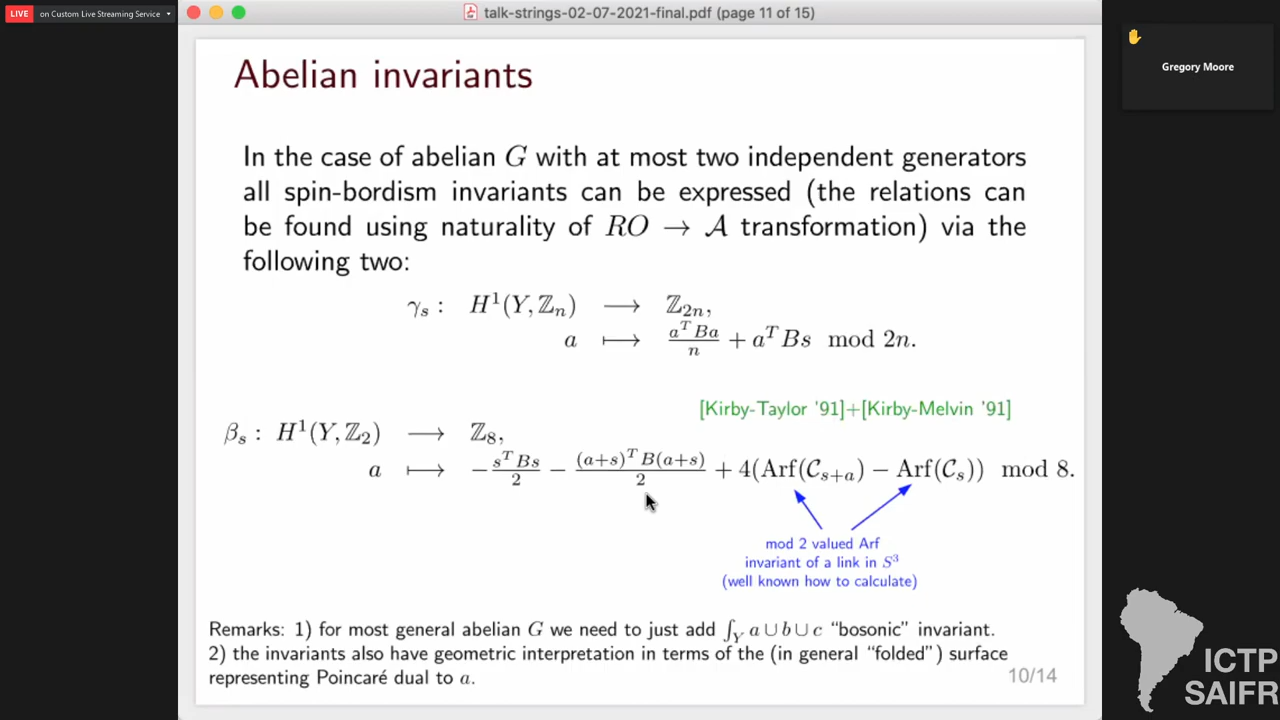 LIVE on Custom Live Streaming Service
talk-strings-02-07-2021-final.pdf (page 11 of 15)
Gregory Moore
Abelian invariants
In the case of abelian G with at most two independent generators
all spin-bordism invariants can be expressed (the relations can
be found using naturality of RO → 𝒜 transformation) via the
following two:
γ_s : H^1(Y, ℤ_n) ⟶ ℤ_{2n},
a ⟼ \frac{a^T Ba}{n} + a^T Bs mod 2n.
[Kirby-Taylor '91]+[Kirby-Melvin '91]
β_s : H^1(Y, ℤ_2) ⟶ ℤ_8,
a ⟼ −\frac{s^T Bs}{2} − \frac{(a+s)^T B(a+s)}{2} + 4(Arf(𝒞_{s+a}) − Arf(𝒞_s)) mod 8.
mod 2 valued Arf
invariant of a link in S^3
(well known how to calculate)
Remarks: 1) for most general abelian G we need to just add ∫_Y a ∪ b ∪ c “bosonic” invariant.
2) the invariants also have geometric interpretation in terms of the (in general “folded”) surface
representing Poincaré dual to a.
10/14
ICTP
SAIFR